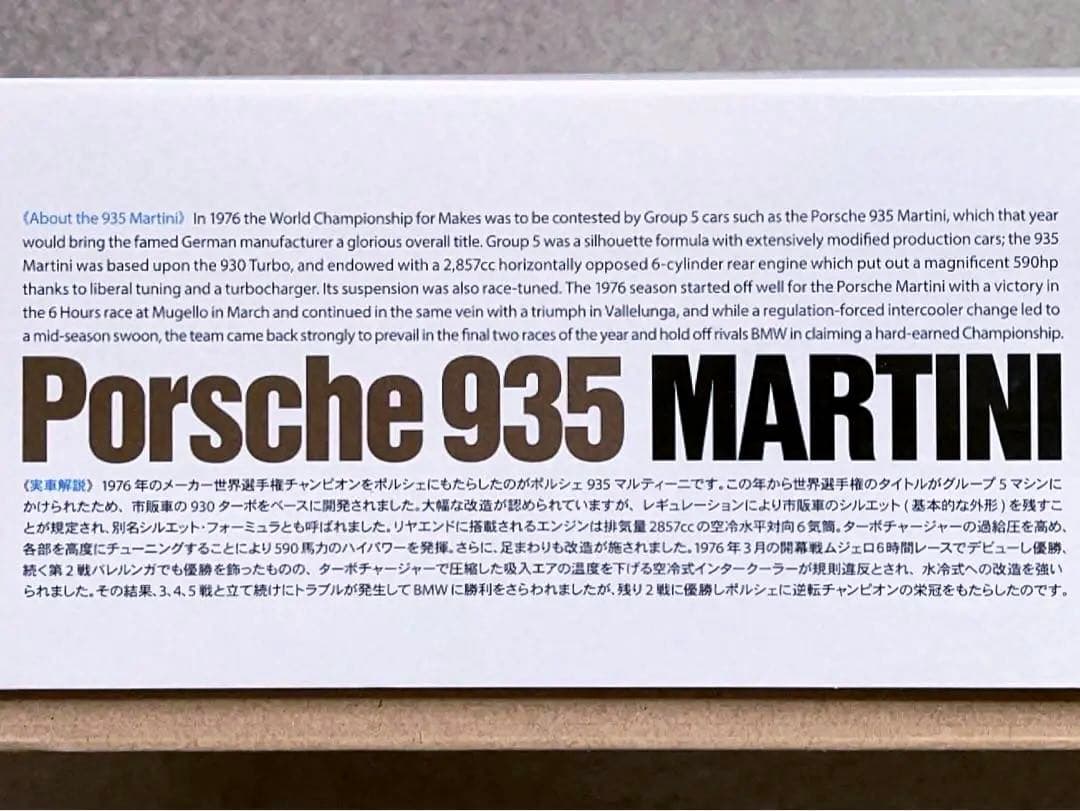 《About the 935 Martini》 In 1976 the World Championship for Makes was to be contested by Group 5 cars such as the Porsche 935 Martini, which that year
would bring the famed German manufacturer a glorious overall title. Group 5 was a silhouette formula with extensively modified production cars; the 935
Martini was based upon the 930 Turbo, and endowed with a 2,857cc horizontally opposed 6-cylinder rear engine which put out a magnificent 590hp
thanks to liberal tuning and a turbocharger. Its suspension was also race-tuned. The 1976 season started off well for the Porsche Martini with a victory in
the 6 Hours race at Mugello in March and continued in the same vein with a triumph in Vallelunga, and while a regulation-forced intercooler change led to
a mid-season swoon, the team came back strongly to prevail in the final two races of the year and hold off rivals BMW in claiming a hard-earned Championship.
Porsche 935 MARTINI
《実車解説》 1976年のメーカー世界選手権チャンピオンをポルシェにもたらしたのがポルシェ935マルティーニです。この年から世界選手権のタイトルがグループ5マシンに
かけられたため、市販車の930ターボをベースに開発されました。大幅な改造が認められていますが、レギュレーションにより市販車のシルエット(基本的な外形)を残すこ
とが規定され、別名シルエット・フォーミュラとも呼ばれました。リヤエンドに搭載されるエンジンは排気量2857ccの空冷水平対向6気筒。ターボチャージャーの過給圧を高め、
各部を高度にチューニングすることにより590馬力のハイパワーを発揮。さらに、足まわりも改造が施されました。1976年3月の開幕戦ムジェロ6時間レースでデビューし優勝、
続く第2戦バレルンガでも優勝を飾ったものの、ターボチャージャーで圧縮した吸入エアの温度を下げる空冷式インタークーラーが規則違反とされ、水冷式への改造を強い
られました。その結果、3、4、5戦と立て続けにトラブルが発生してBMWに勝利をさらわれましたが、残り2戦に優勝しポルシェに逆転チャンピオンの栄冠をもたらしたのです。